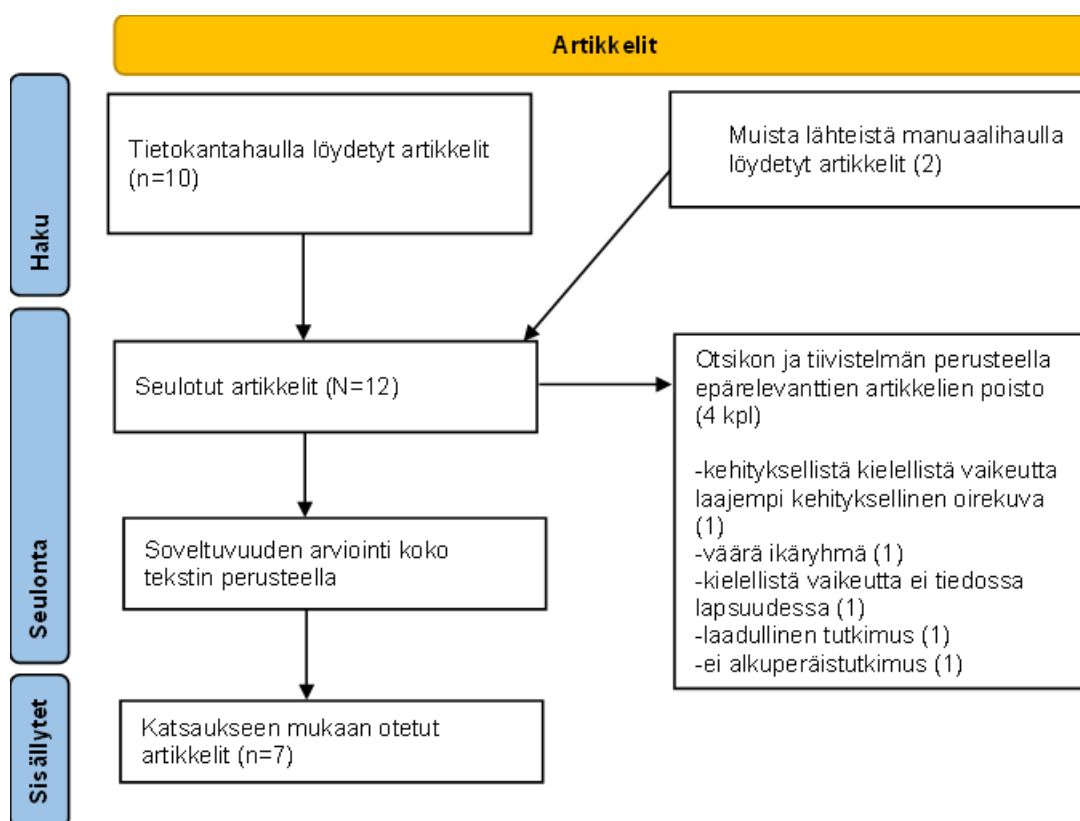 Artikkelit
Haku
Tietokantahaulla löydetyt artikkelit
(n=10)
Muista lähteistä manuaalihaulla
löydetyt artikkelit (2)
Seulonta
Seulotut artikkelit (N=12)
Otsikon ja tiivistelmän perusteella
epärelevanttien artikkelien poisto
(4 kpl)
-kehityksellistä kielellistä vaikeutta
laajempi kehityksellinen oirekuva
(1)
-väärä ikäryhmä (1)
-kielellistä vaikeutta ei tiedossa
lapsuudessa (1)
-laadullinen tutkimus (1)
-ei alkuperäistutkimus (1)
Soveltuvuuden arviointi koko
tekstin perusteella
Sisällytet
Katsaukseen mukaan otetut
artikkelit (n=7)